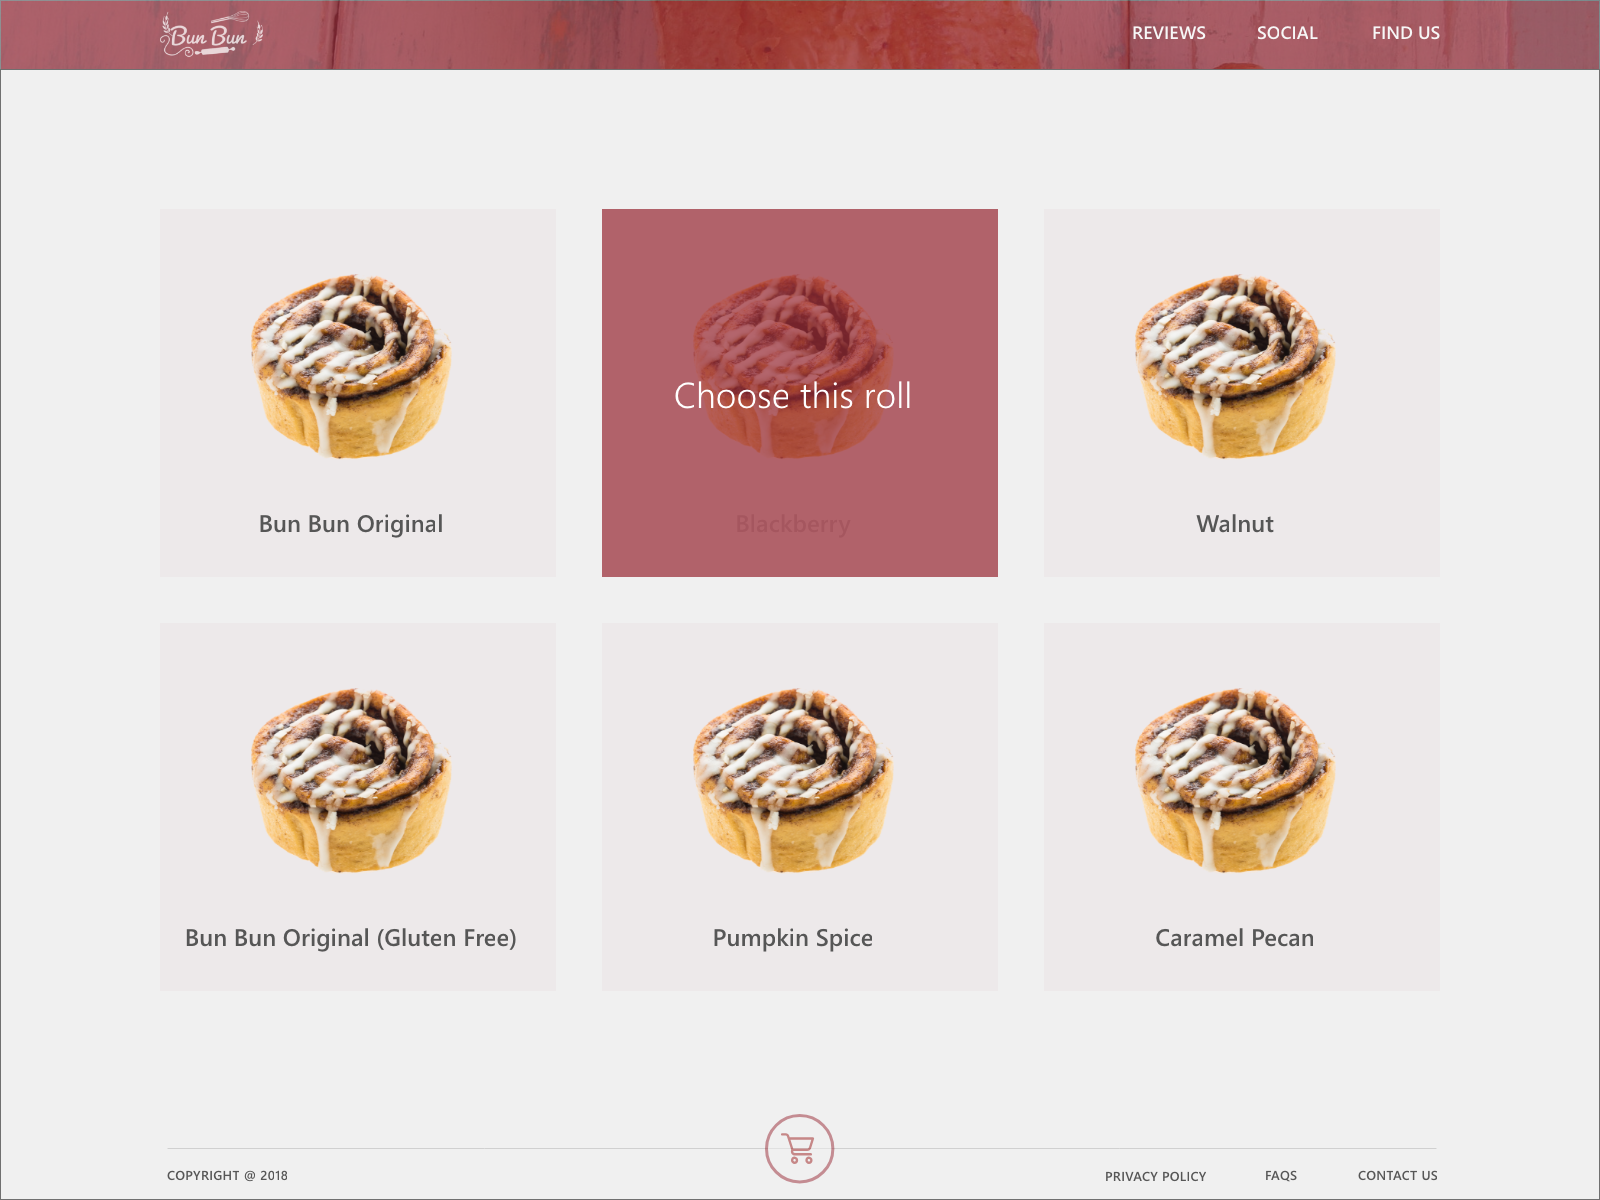 Bun Bun
REVIEWS
SOCIAL
FIND US
Choose this roll
Bun Bun Original
Blackberry
Walnut
Bun Bun Original (Gluten Free)
Pumpkin Spice
Caramel Pecan
COPYRIGHT @ 2018
PRIVACY POLICY
FAQS
CONTACT US